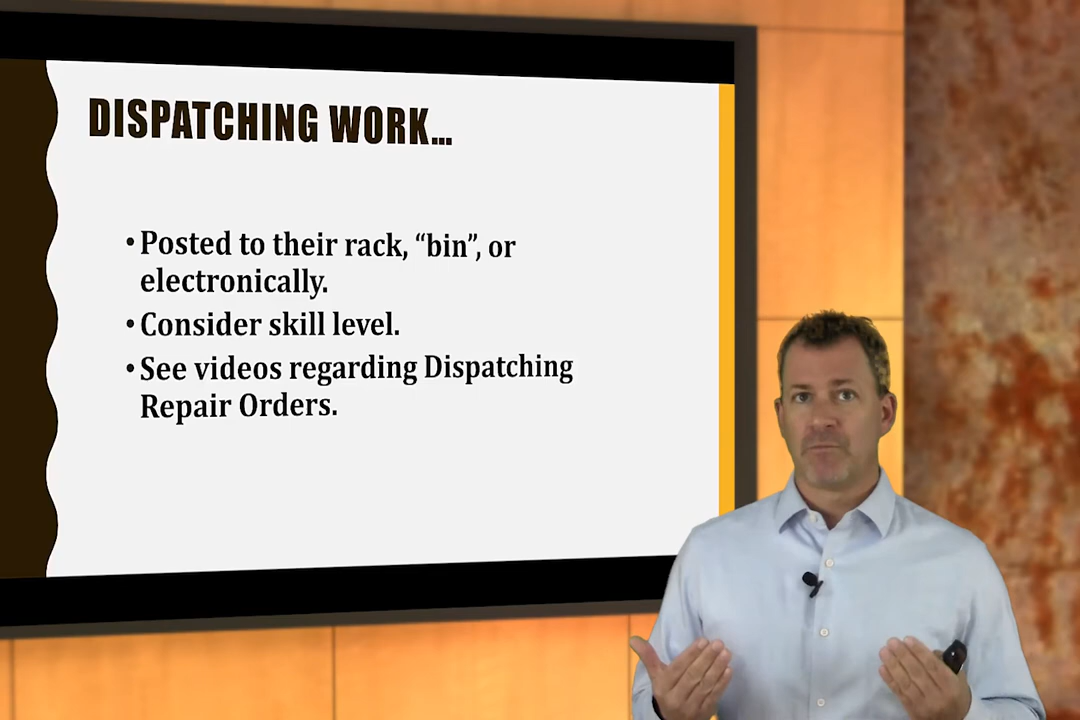 DISPATCHING WORK...
•Posted to their rack, “bin”, or
electronically.
•Consider skill level.
•See videos regarding Dispatching
Repair Orders.